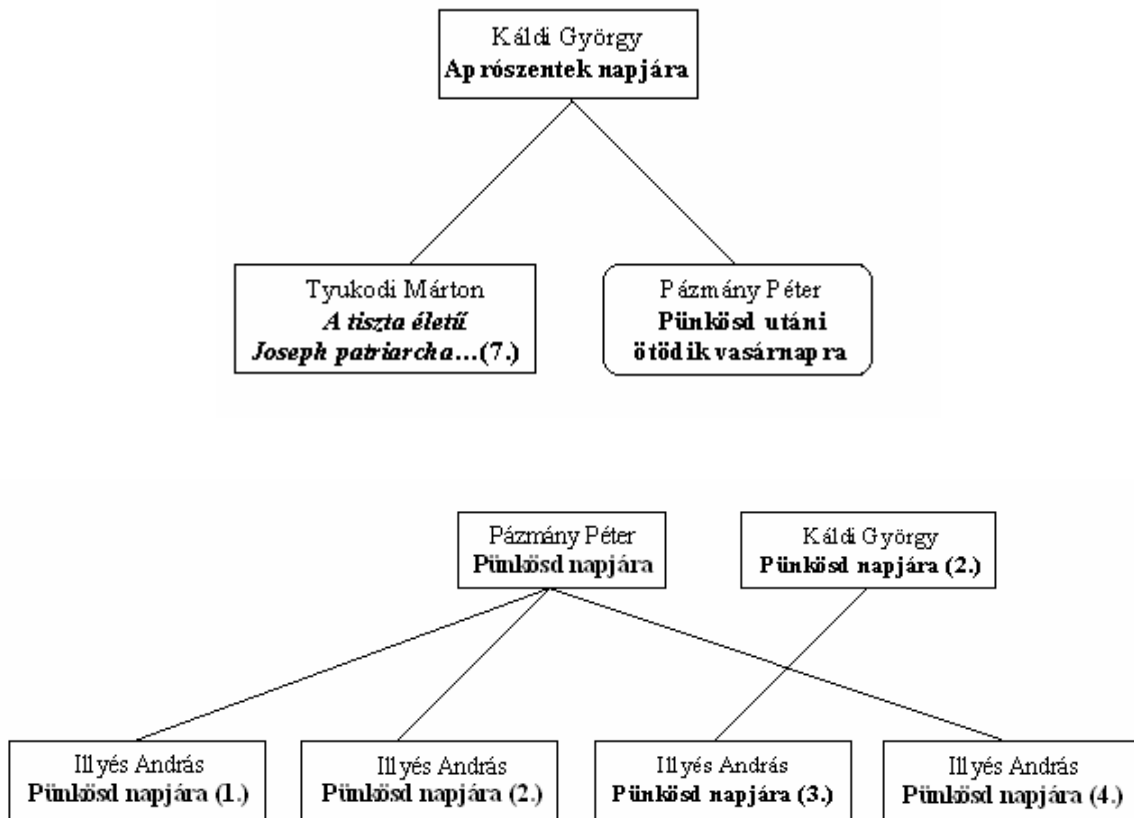 Káldi György
Aprószentek napjára
Tyukodi Márton
A tiszta életű
Joseph patriarcha...(7.)
Pázmány Péter
Pünkösd utáni
ötödik vasárnapra
Pázmány Péter
Pünkösd napjára
Káldi György
Pünkösd napjára (2.)
Illyés András
Pünkösd napjára (1.)
Illyés András
Pünkösd napjára (2.)
Illyés András
Pünkösd napjára (3.)
Illyés András
Pünkösd napjára (4.)